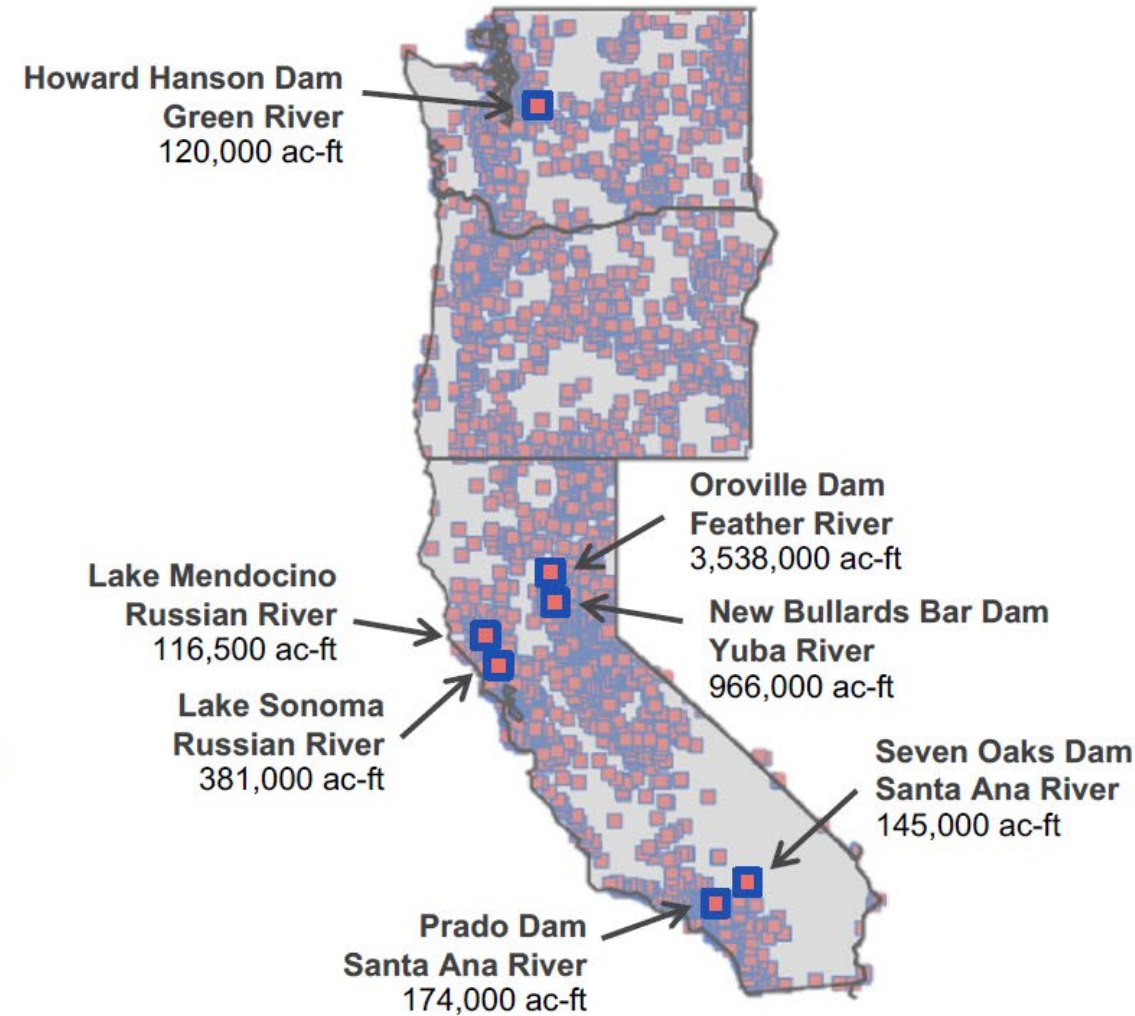 Howard Hanson Dam
Green River
120,000 ac-ft
Oroville Dam
Feather River
3,538,000 ac-ft
New Bullards Bar Dam
Yuba River
966,000 ac-ft
Lake Mendocino
Russian River
116,500 ac-ft
Lake Sonoma
Russian River
381,000 ac-ft
Seven Oaks Dam
Santa Ana River
145,000 ac-ft
Prado Dam
Santa Ana River
174,000 ac-ft